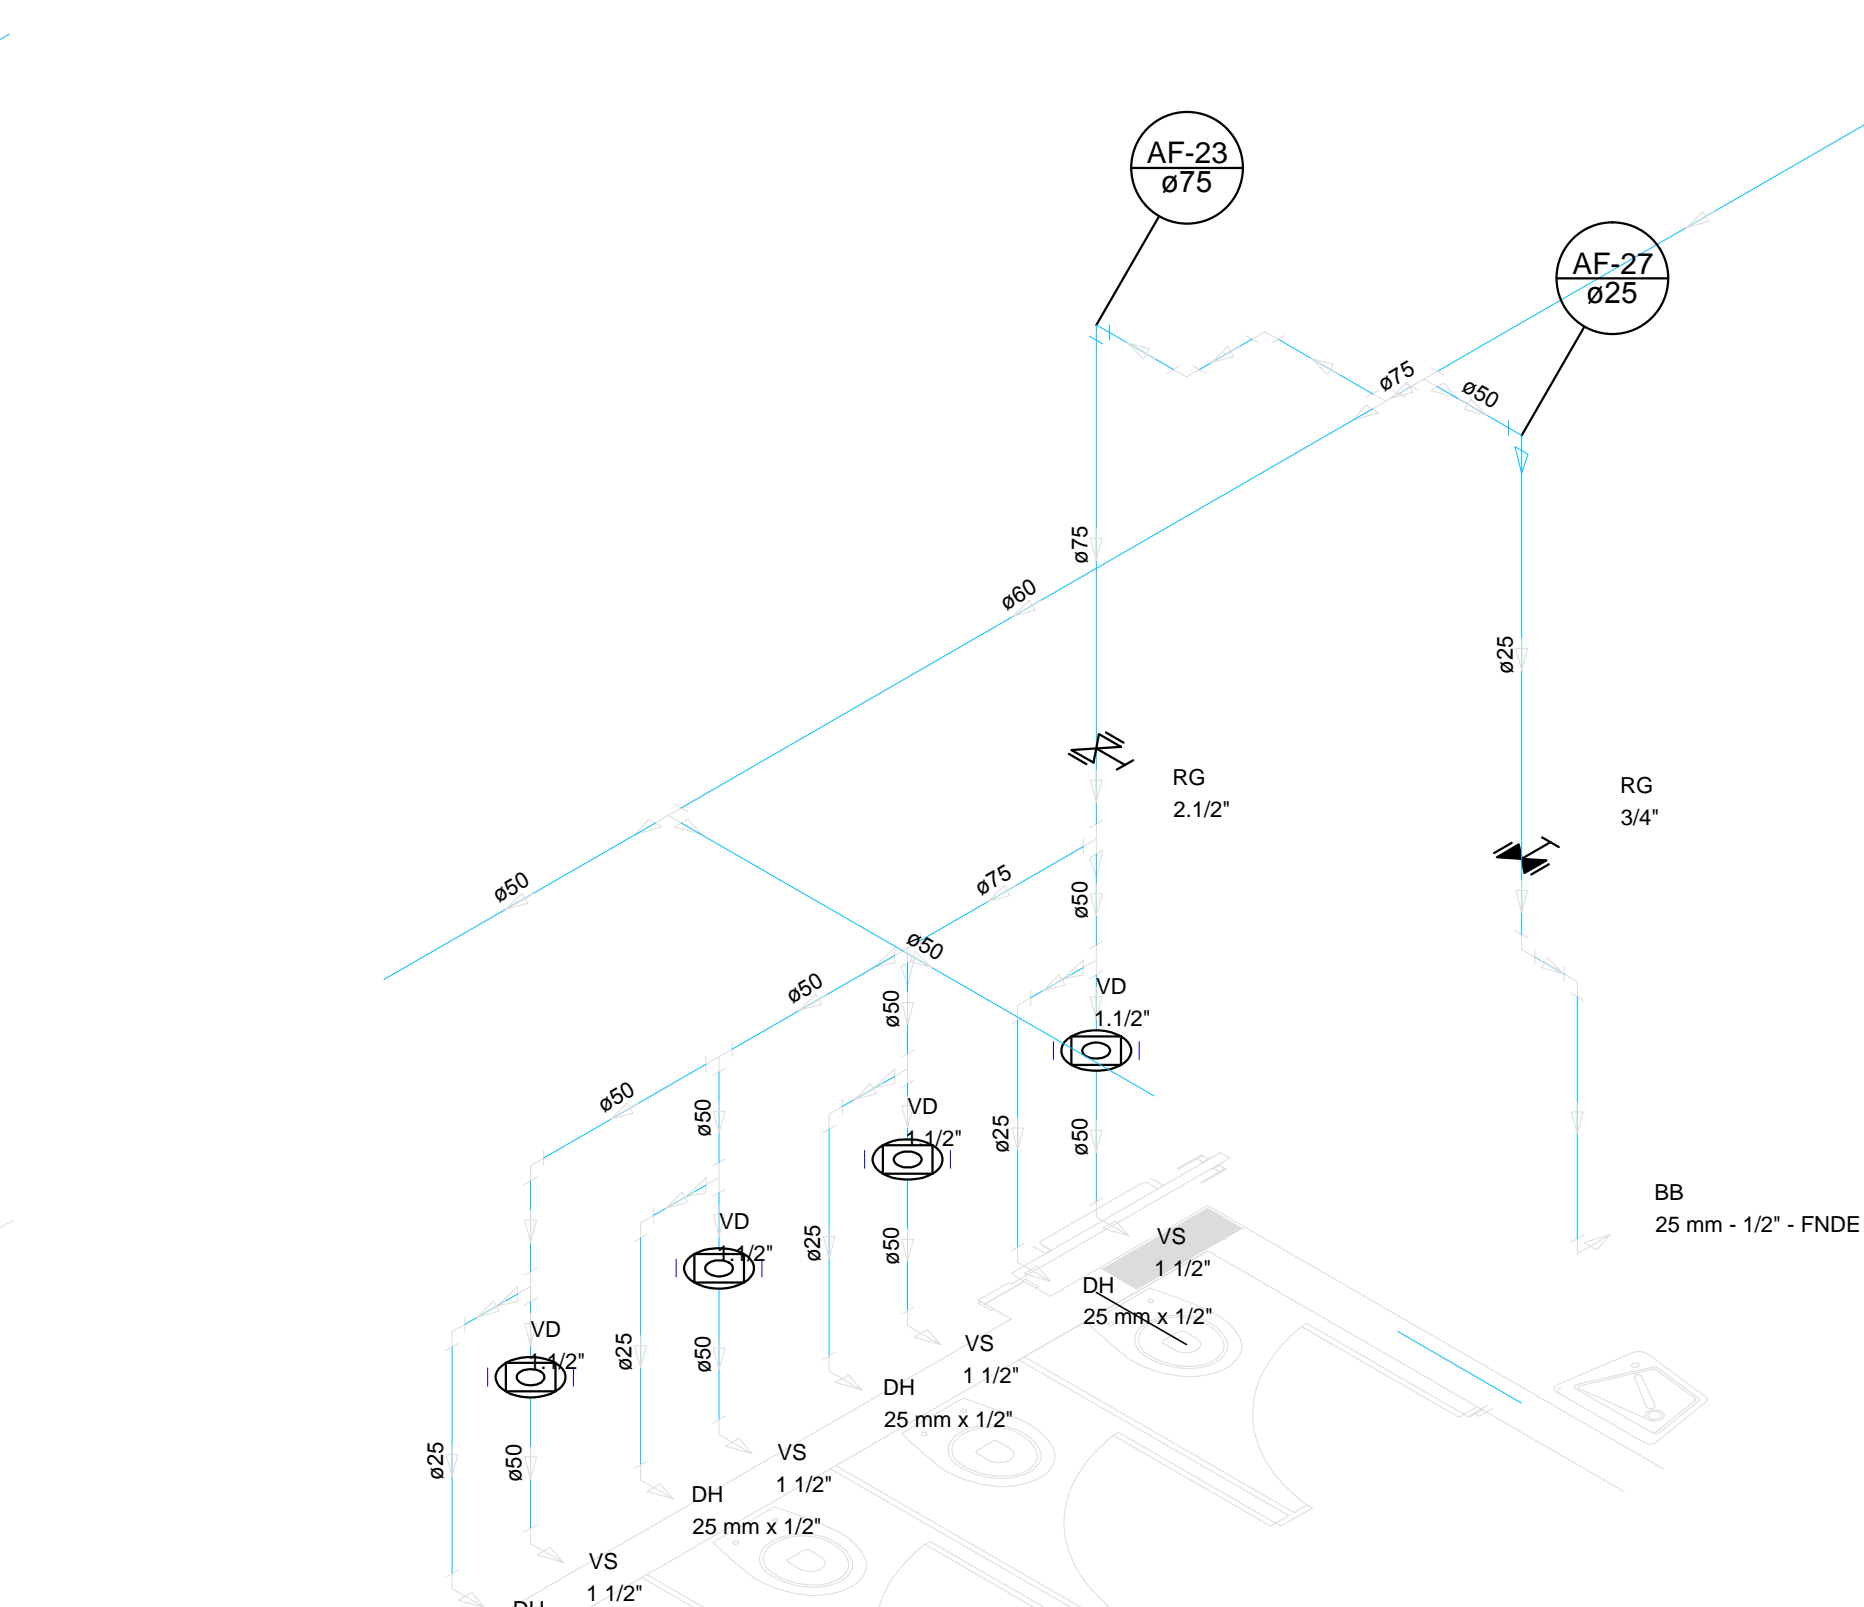 AF-23
ø75
AF-27
ø25
ø75
ø50
ø75
ø60
ø25
RG
2.1/2"
RG
3/4"
ø50
ø75
ø50
ø50
ø50
ø50
VD
1.1/2"
ø50
ø50
VD
1.1/2"
ø25
ø50
BB
25 mm - 1/2" - FNDE
VD
1.1/2"
ø25
ø50
VS
1 1/2"
DH
25 mm x 1/2"
VD
1.1/2"
ø25
ø50
VS
1 1/2"
DH
25 mm x 1/2"
ø25
ø50
VS
1 1/2"
DH
25 mm x 1/2"
VS
1 1/2"
DH